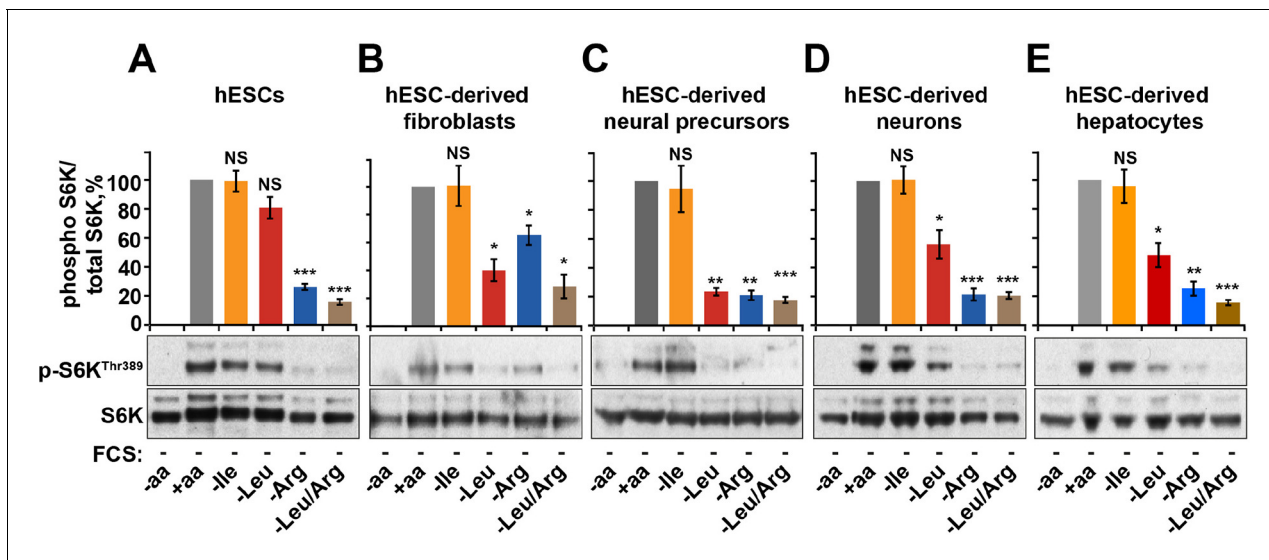 A B C D E
hESCs hESC-derived hESC-derived hESC-derived hESC-derived
fibroblasts neural precursors neurons hepatocytes
phospho S6K/
total S6K,%
100
80
60
40
20
0
NS NS *** ***
NS * * *
NS ** ** ***
NS * *** ***
NS * ** ***
p-S6KThr389
S6K
FCS: - - - - - - - - - - - - - - - - - - - - - - - - - - - - - -
-aa +aa -Ile -Leu -Arg -Leu/Arg
-aa +aa -Ile -Leu -Arg -Leu/Arg
-aa +aa -Ile -Leu -Arg -Leu/Arg
-aa +aa -Ile -Leu -Arg -Leu/Arg
-aa +aa -Ile -Leu -Arg -Leu/Arg